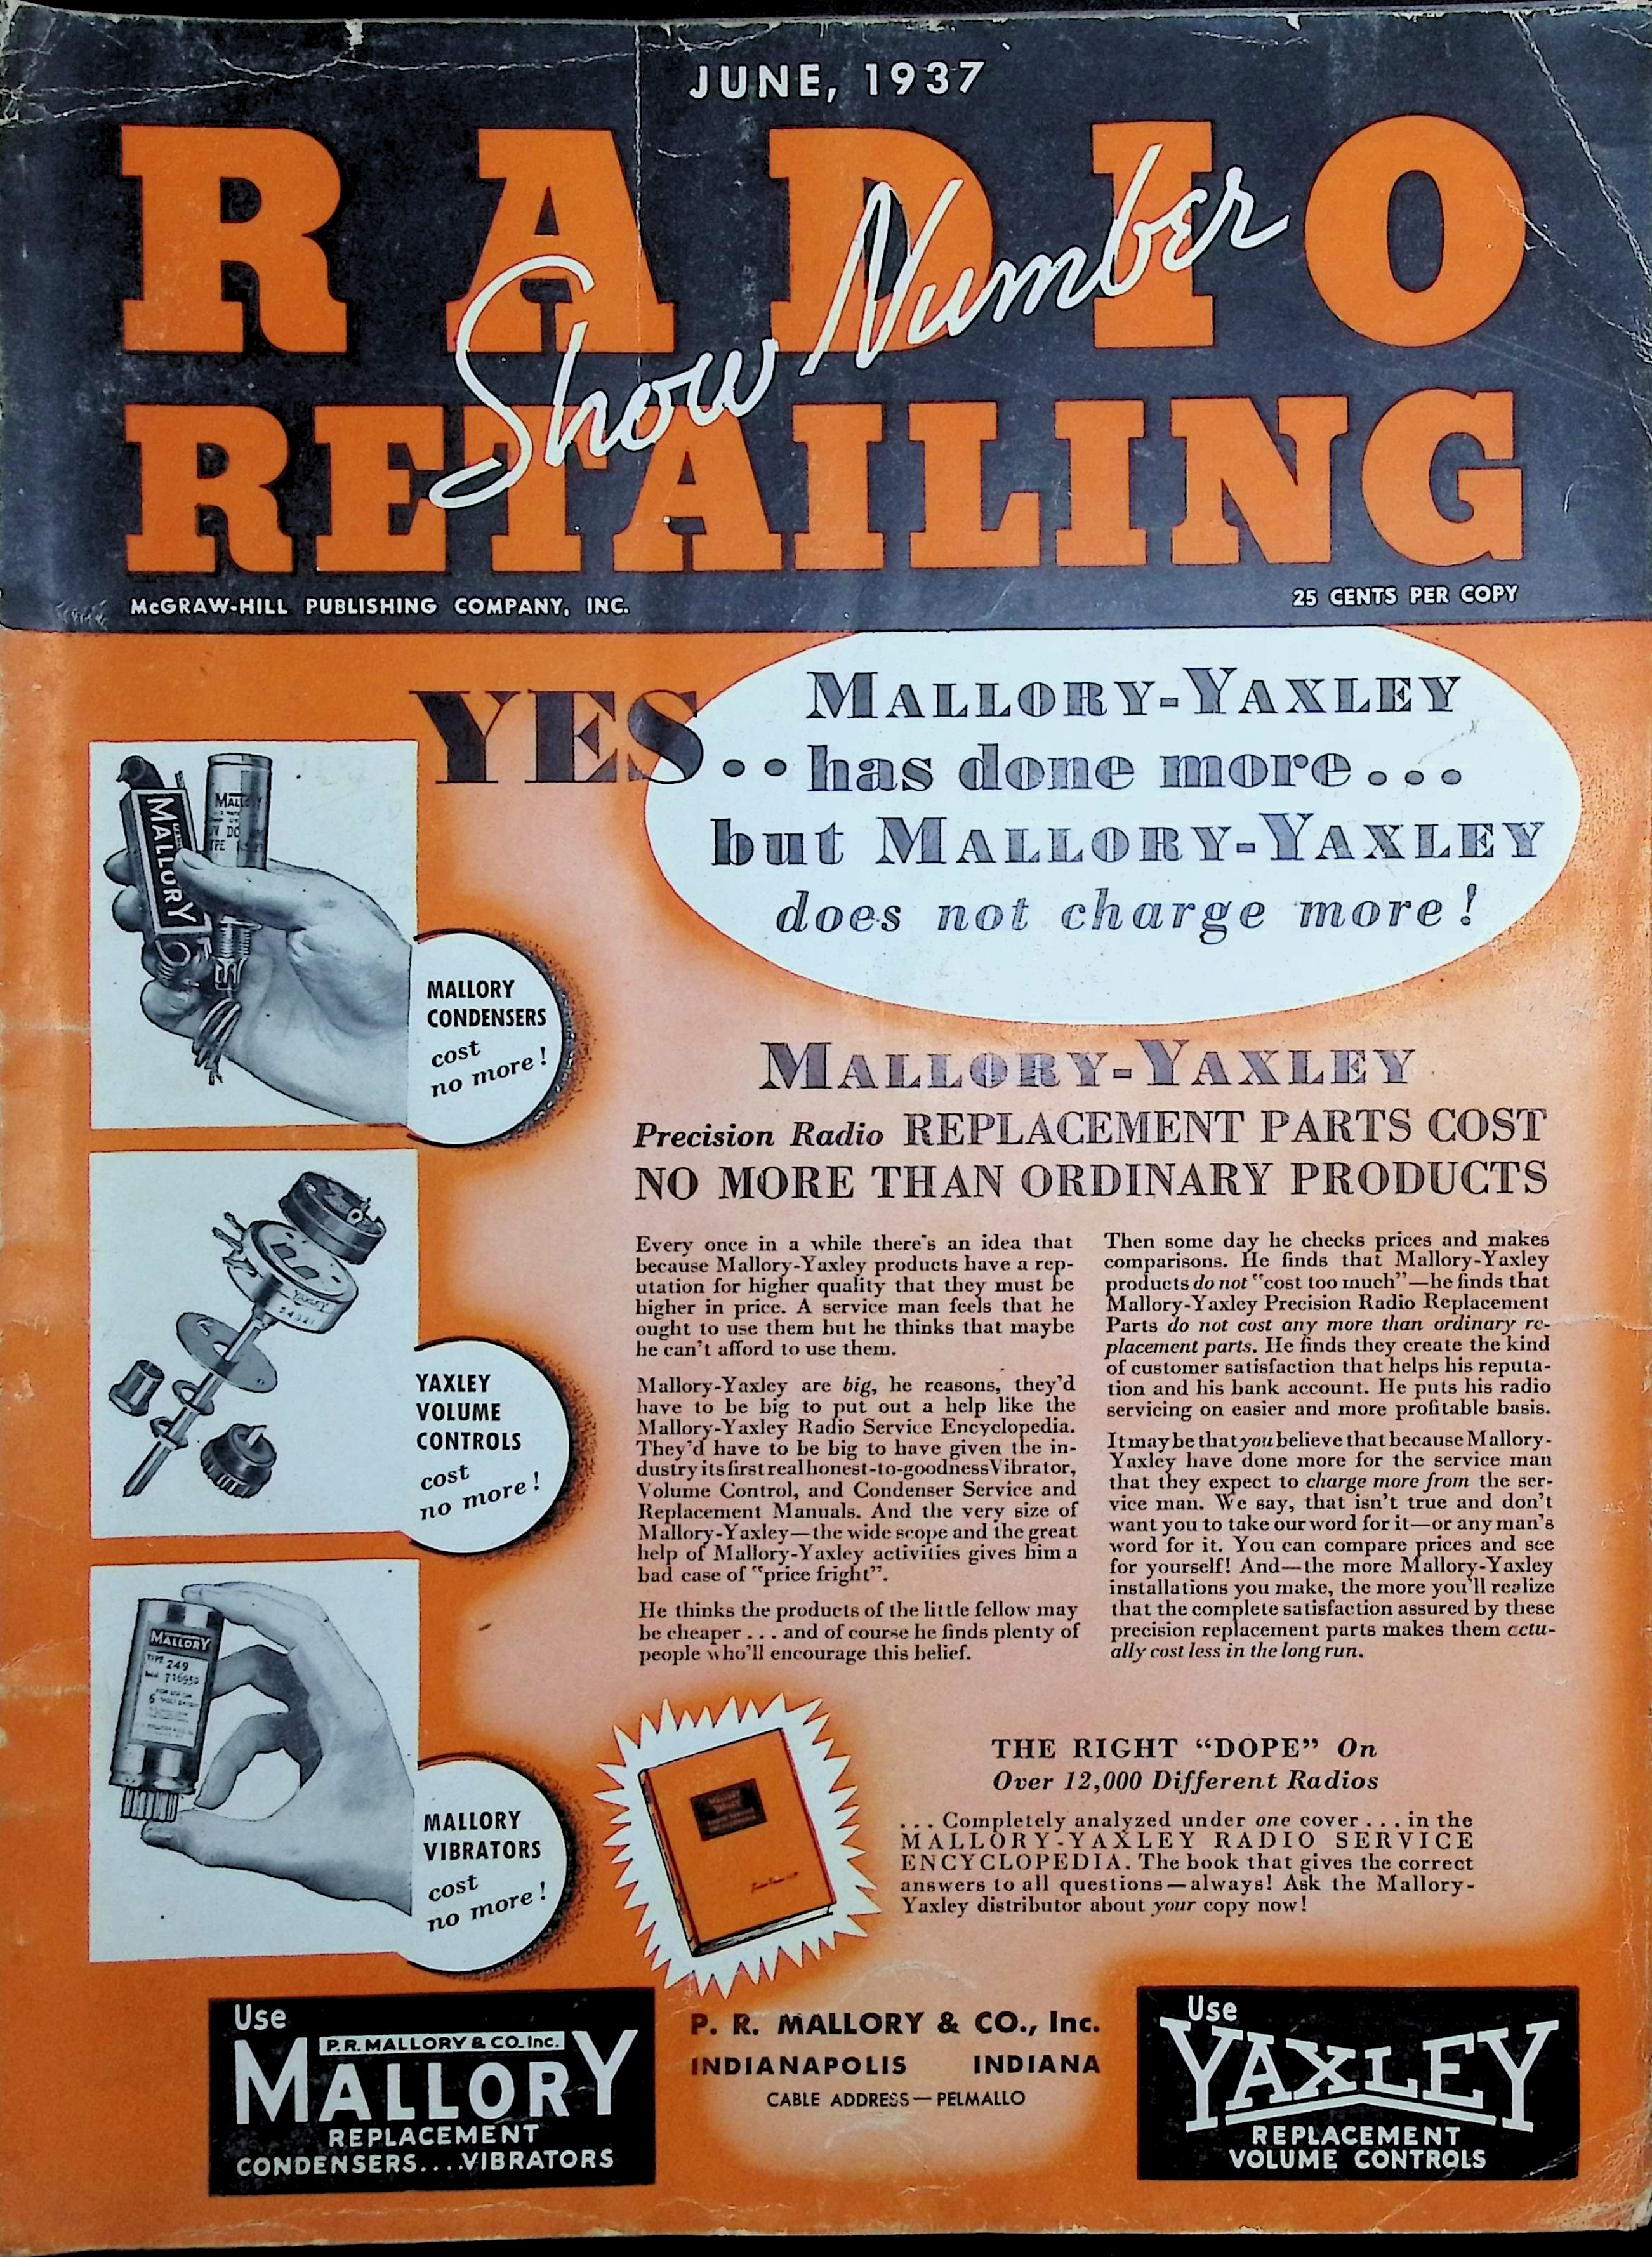 JUNE, 1937
RADIO
Show Number
RETAILING
McGRAW-HILL PUBLISHING COMPANY, INC.
25 CENTS PER COPY
YES
MALLORY-YAXLEY
.. has done more...
but MALLORY-YAXLEY
does not charge more!
MALLORY
MALLORY
CONDENSERS
cost
no more!
MALLORY-YAXLEY
Precision Radio REPLACEMENT PARTS COST
NO MORE THAN ORDINARY PRODUCTS
YAXLEY
YAXLEY
VOLUME
CONTROLS
cost
no more!
Every once in a while there's an idea that
because Mallory-Yaxley products have a rep-
utation for higher quality that they must be
higher in price. A service man feels that he
ought to use them but he thinks that maybe
he can't afford to use them.
Mallory-Yaxley are big, he reasons, they'd
have to be big to put out a help like the
Mallory-Yaxley Radio Service Encyclopedia.
They'd have to be big to have given the in-
dustry its first real honest-to-goodness Vibrator,
Volume Control, and Condenser Service and
Replacement Manuals. And the very size of
Mallory-Yaxley—the wide scope and the great
help of Mallory-Yaxley activities gives him a
bad case of "price fright".
He thinks the products of the little fellow may
be cheaper . . . and of course he finds plenty of
people who'll encourage this belief.
Then some day he checks prices and makes
comparisons. He finds that Mallory-Yaxley
products do not "cost too much"—he finds that
Mallory-Yaxley Precision Radio Replacement
Parts do not cost any more than ordinary re-
placement parts. He finds they create the kind
of customer satisfaction that helps his reputa-
tion and his bank account. He puts his radio
servicing on easier and more profitable basis.
It may be that you believe that because Mallory-
Yaxley have done more for the service man
that they expect to charge more from the ser-
vice man. We say, that isn't true and don't
want you to take our word for it—or any man's
word for it. You can compare prices and see
for yourself! And—the more Mallory-Yaxley
installations you make, the more you'll realize
that the complete satisfaction assured by these
precision replacement parts makes them actu-
ally cost less in the long run.
MALLORY
TYPE 249
MALLORY
VIBRATORS
cost
no more!
THE RIGHT "DOPE" On
Over 12,000 Different Radios
. . . Completely analyzed under one cover . . . in the
MALLORY-YAXLEY RADIO SERVICE
ENCYCLOPEDIA. The book that gives the correct
answers to all questions—always! Ask the Mallory-
Yaxley distributor about your copy now!
Use
P.R. MALLORY & CO. Inc.
MALLORY
REPLACEMENT
CONDENSERS....VIBRATORS
P. R. MALLORY & CO., Inc.
INDIANAPOLIS INDIANA
CABLE ADDRESS—PELMALLO
Use
YAXLEY
REPLACEMENT
VOLUME CONTROLS